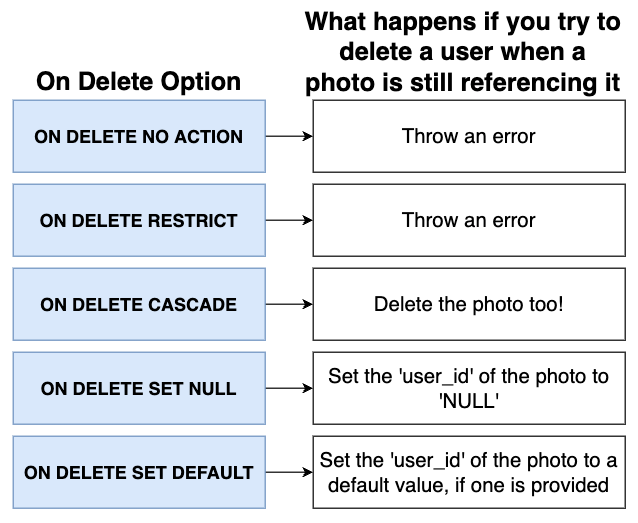 On Delete Option
What happens if you try to
delete a user when a
photo is still referencing it
ON DELETE NO ACTION
Throw an error
ON DELETE RESTRICT
Throw an error
ON DELETE CASCADE
Delete the photo too!
ON DELETE SET NULL
Set the 'user_id' of the photo to
'NULL'
ON DELETE SET DEFAULT
Set the 'user_id' of the photo to a
default value, if one is provided